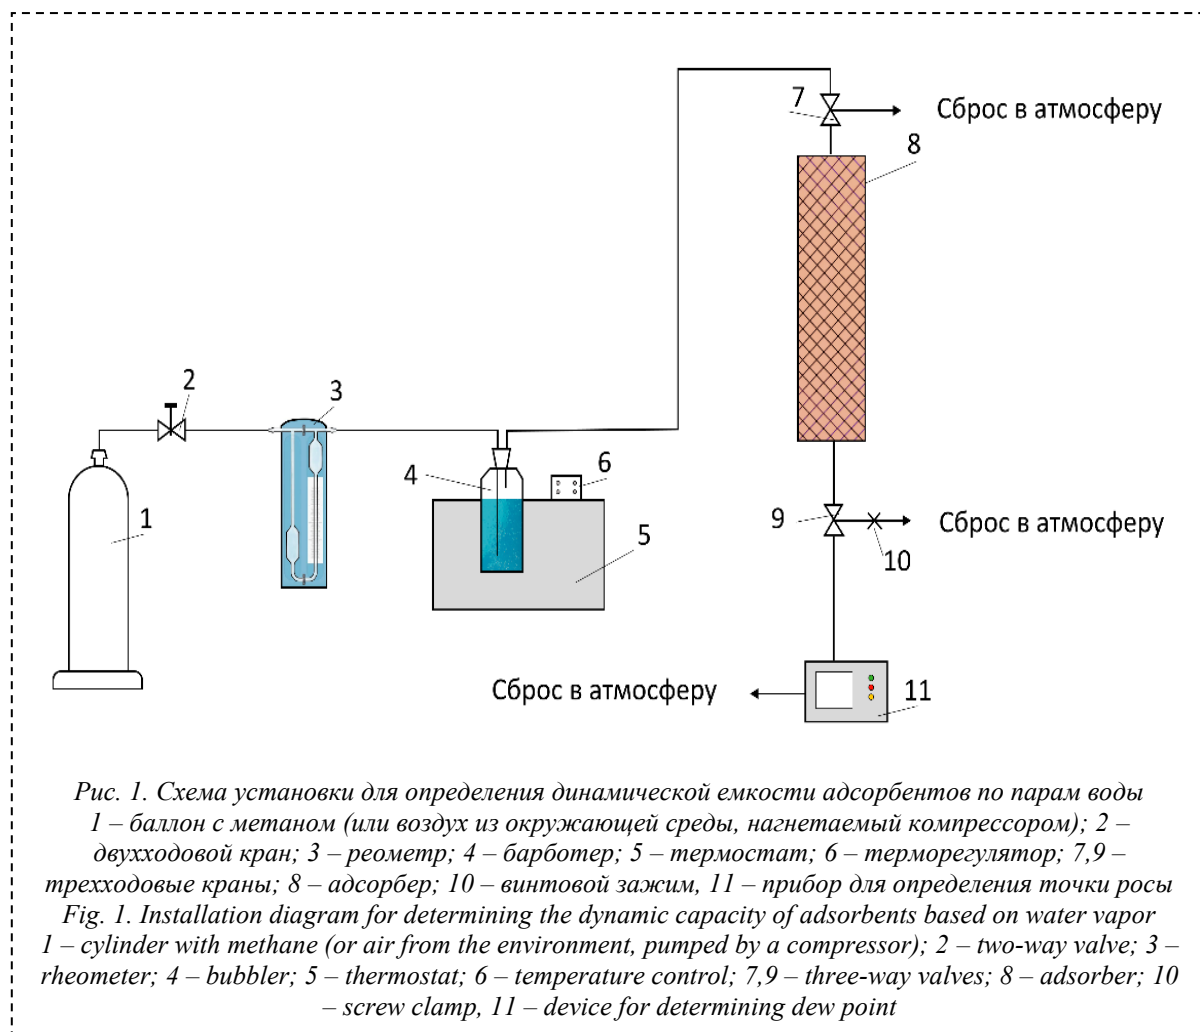 7
Сброс в атмосферу
8
2
3
4
6
1
5
9
Сброс в атмосферу
10
Сброс в атмосферу
11
Рис. 1. Схема установки для определения динамической емкости адсорбентов по парам воды
1 – баллон с метаном (или воздух из окружающей среды, нагнетаемый компрессором); 2 –
двухходовой кран; 3 – реометр; 4 – барботер; 5 – термостат; 6 – терморегулятор; 7,9 –
трехходовые краны; 8 – адсорбер; 10 – винтовой зажим, 11 – прибор для определения точки росы
Fig. 1. Installation diagram for determining the dynamic capacity of adsorbents based on water vapor
1 – cylinder with methane (or air from the environment, pumped by a compressor); 2 – two-way valve; 3 –
rheometer; 4 – bubbler; 5 – thermostat; 6 – temperature control; 7,9 – three-way valves; 8 – adsorber; 10
– screw clamp, 11 – device for determining dew point